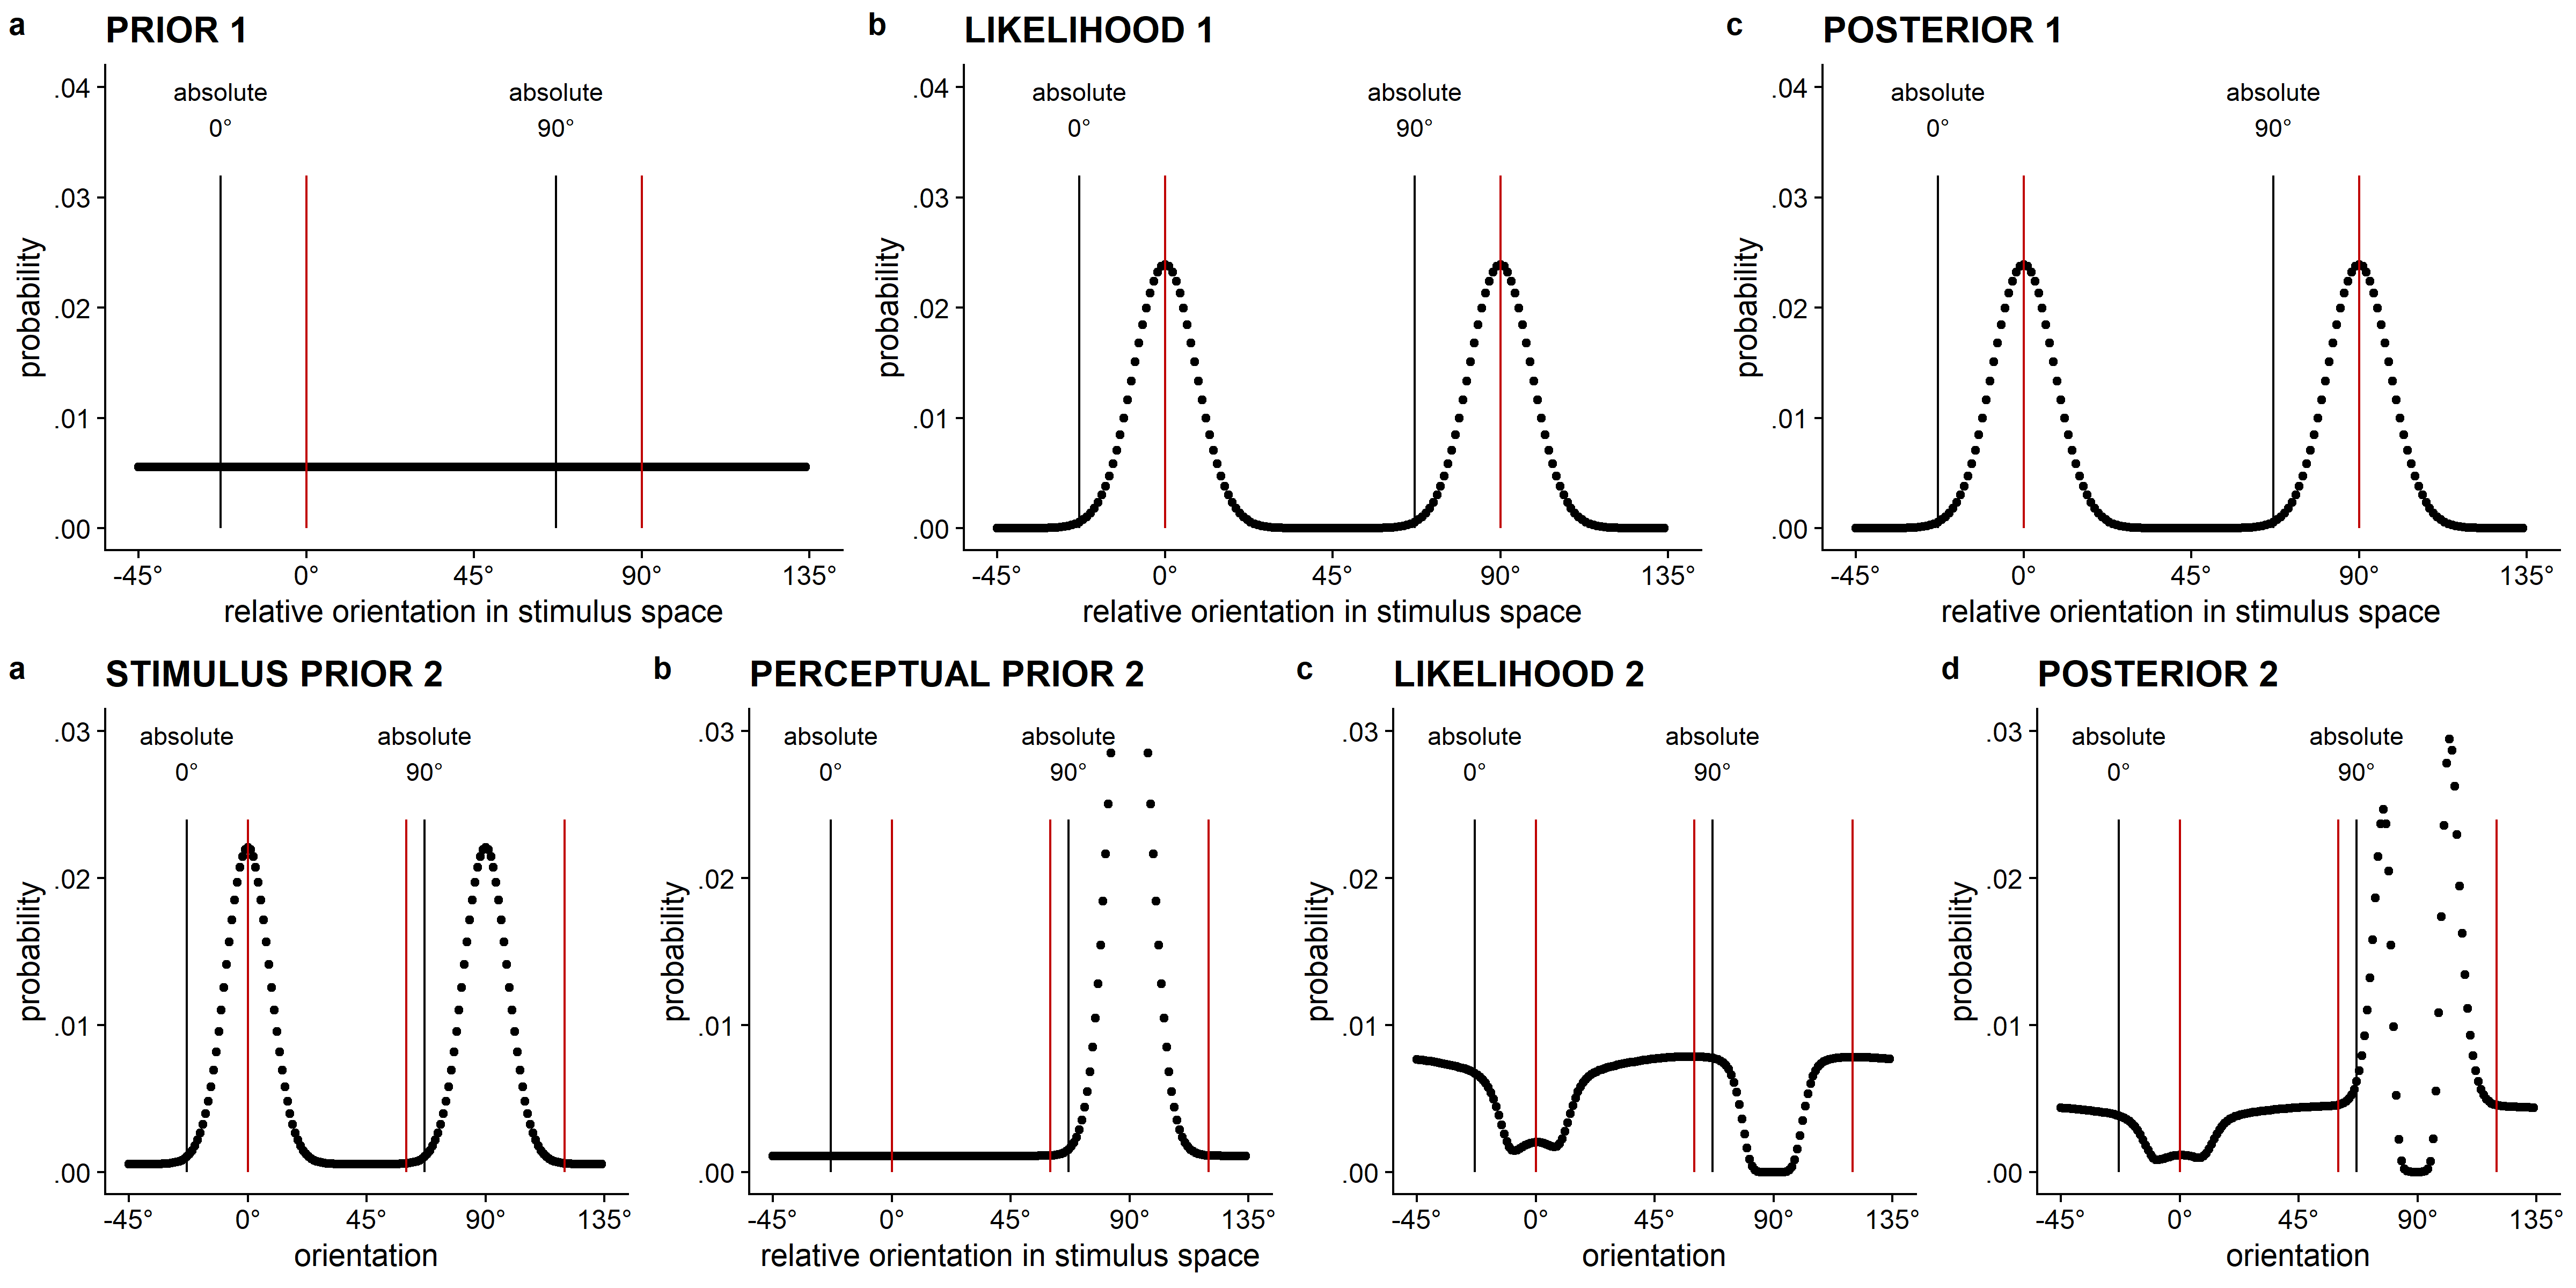 a PRIOR 1
.04
.03
.02
.01
.00
absolute
0°
absolute
90°
probability
-45° 0° 45° 90° 135°
relative orientation in stimulus space
b LIKELIHOOD 1
.04
.03
.02
.01
.00
absolute
0°
absolute
90°
probability
-45° 0° 45° 90° 135°
relative orientation in stimulus space
c POSTERIOR 1
.04
.03
.02
.01
.00
absolute
0°
absolute
90°
probability
-45° 0° 45° 90° 135°
relative orientation in stimulus space
a STIMULUS PRIOR 2
.03
.02
.01
.00
absolute
0°
absolute
90°
probability
-45° 0° 45° 90° 135°
orientation
b PERCEPTUAL PRIOR 2
.03
.02
.01
.00
absolute
0°
absolute
90°
probability
-45° 0° 45° 90° 135°
relative orientation in stimulus space
c LIKELIHOOD 2
.03
.02
.01
.00
absolute
0°
absolute
90°
probability
-45° 0° 45° 90° 135°
orientation
d POSTERIOR 2
.03
.02
.01
.00
absolute
0°
absolute
90°
probability
-45° 0° 45° 90° 135°
orientation